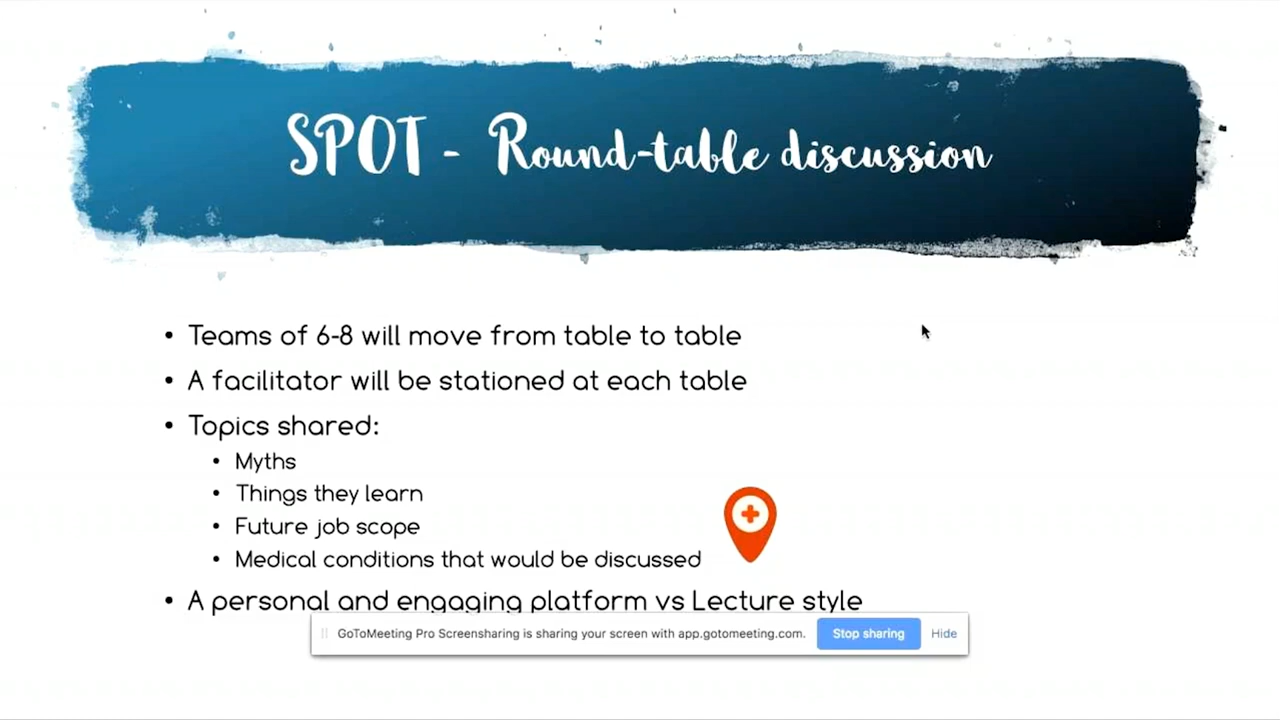 SPOT - Round-table discussion
• Teams of 6-8 will move from table to table
• A facilitator will be stationed at each table
• Topics shared:
• Myths
• Things they learn
• Future job scope
• Medical conditions that would be discussed
• A personal and engaging platform vs Lecture style
GoToMeeting Pro Screensharing is sharing your screen with app.gotomeeting.com. Stop sharing Hide